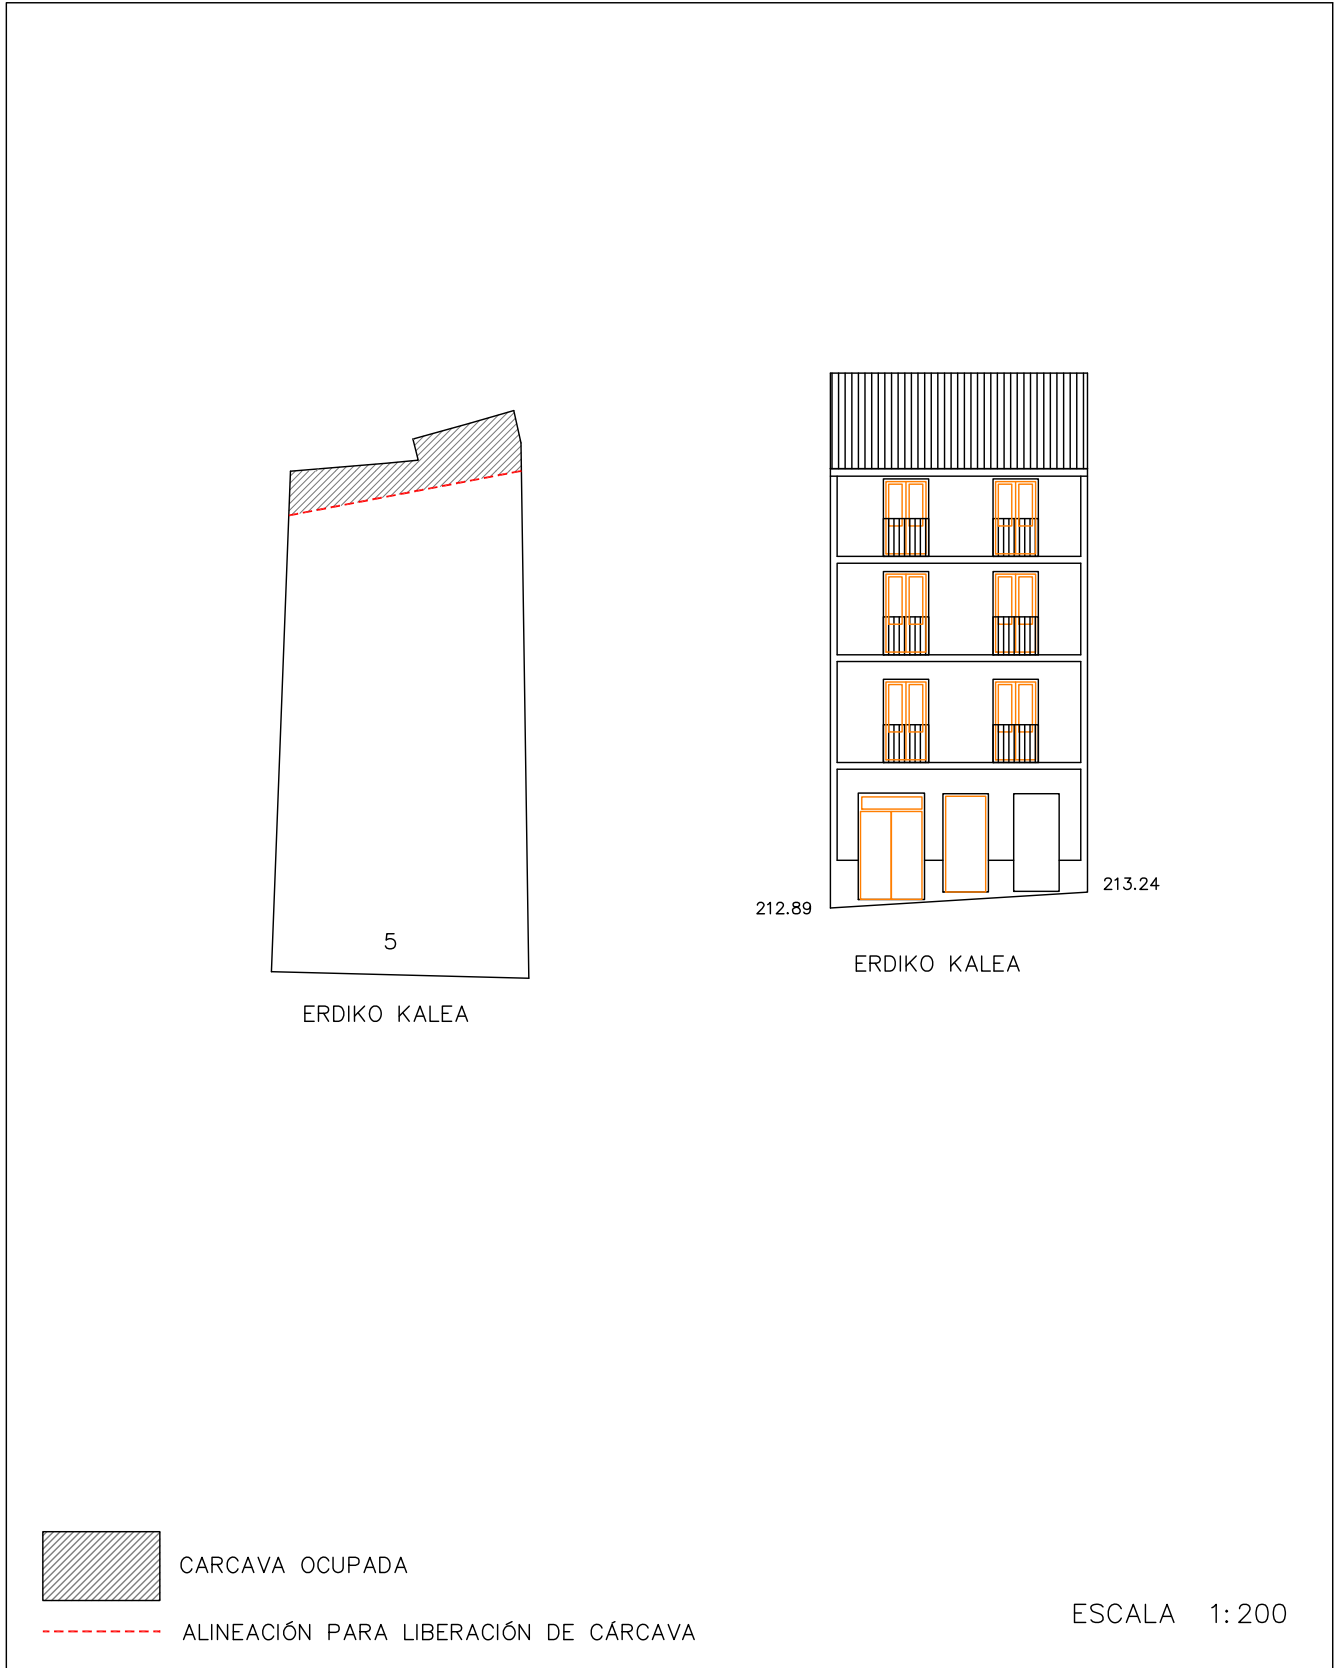 5
ERDIKO KALEA
213.24
212.89
ERDIKO KALEA
CARCAVA OCUPADA
ALINEACIÓN PARA LIBERACIÓN DE CÁRCAVA
ESCALA 1:200